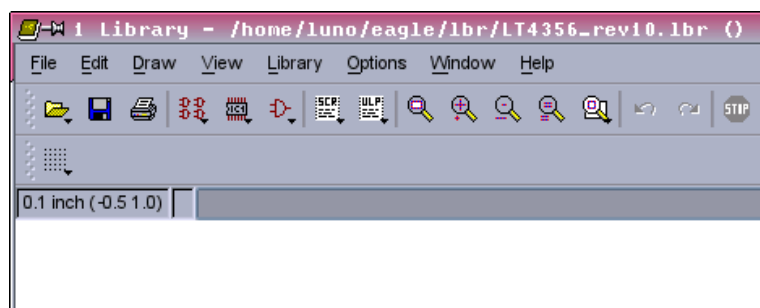 1 Library - /home/luno/eagle/lbr/LT4356_rev10.lbr ()
File Edit Draw View Library Options Window Help
IC1 SCR ULP STOP
0.1 inch (-0.5 1.0)